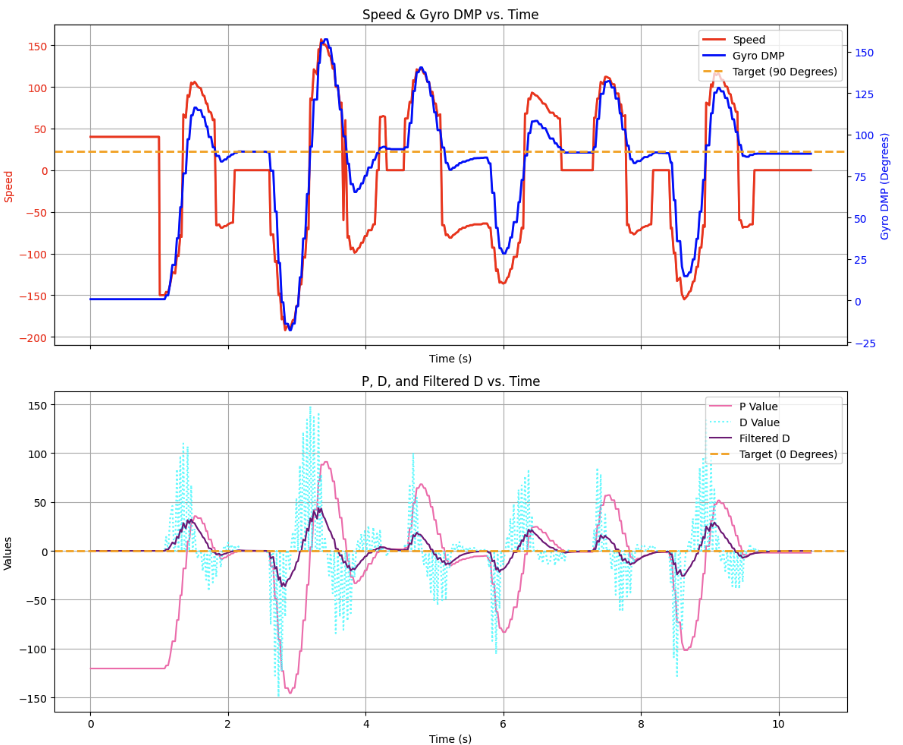 Speed & Gyro DMP vs. Time
Speed
150
100
50
0
−50
−100
−150
−200
Speed
Gyro DMP
Target (90 Degrees)
Gyro DMP (Degrees)
150
125
100
75
50
25
0
−25
Time (s)
P, D, and Filtered D vs. Time
Values
150
100
50
0
−50
−100
−150
P Value
D Value
Filtered D
Target (0 Degrees)
0 2 4 6 8 10
Time (s)